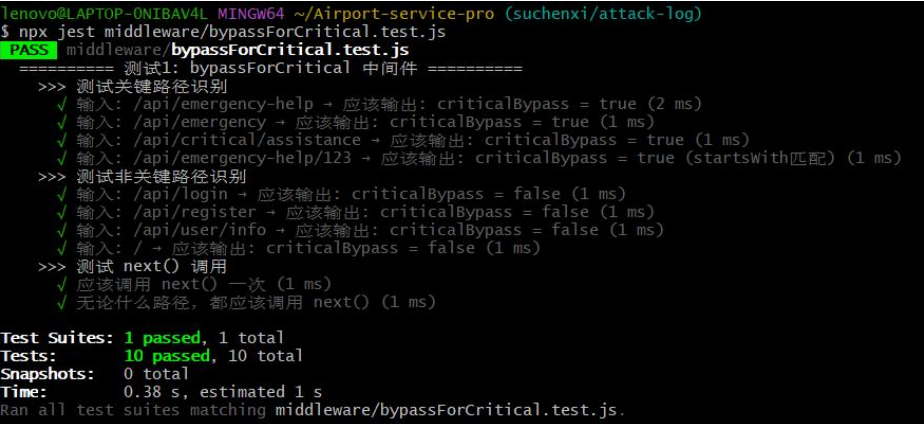 lenovo@LAPTOP-0NIBAV4L MINGW64 ~/Airport-service-pro (suchenxi/attack-log)
$ npx jest middleware/bypassForCritical.test.js
PASS middleware/bypassForCritical.test.js
========== 测试1: bypassForCritical 中间件 ==========
>>> 测试关键路径识别
√ 输入: /api/emergency-help → 应该输出: criticalBypass = true (2 ms)
√ 输入: /api/emergency → 应该输出: criticalBypass = true (1 ms)
√ 输入: /api/critical/assistance → 应该输出: criticalBypass = true (1 ms)
√ 输入: /api/emergency-help/123 → 应该输出: criticalBypass = true (startsWith匹配) (1 ms)
>>> 测试非关键路径识别
√ 输入: /api/login → 应该输出: criticalBypass = false (1 ms)
√ 输入: /api/register → 应该输出: criticalBypass = false (1 ms)
√ 输入: /api/user/info → 应该输出: criticalBypass = false (1 ms)
√ 输入: / → 应该输出: criticalBypass = false (1 ms)
>>> 测试 next() 调用
√ 应该调用 next() 一次 (1 ms)
√ 无论什么路径，都应该调用 next() (1 ms)
Test Suites: 1 passed, 1 total
Tests: 10 passed, 10 total
Snapshots: 0 total
Time: 0.38 s, estimated 1 s
Ran all test suites matching middleware/bypassForCritical.test.js.